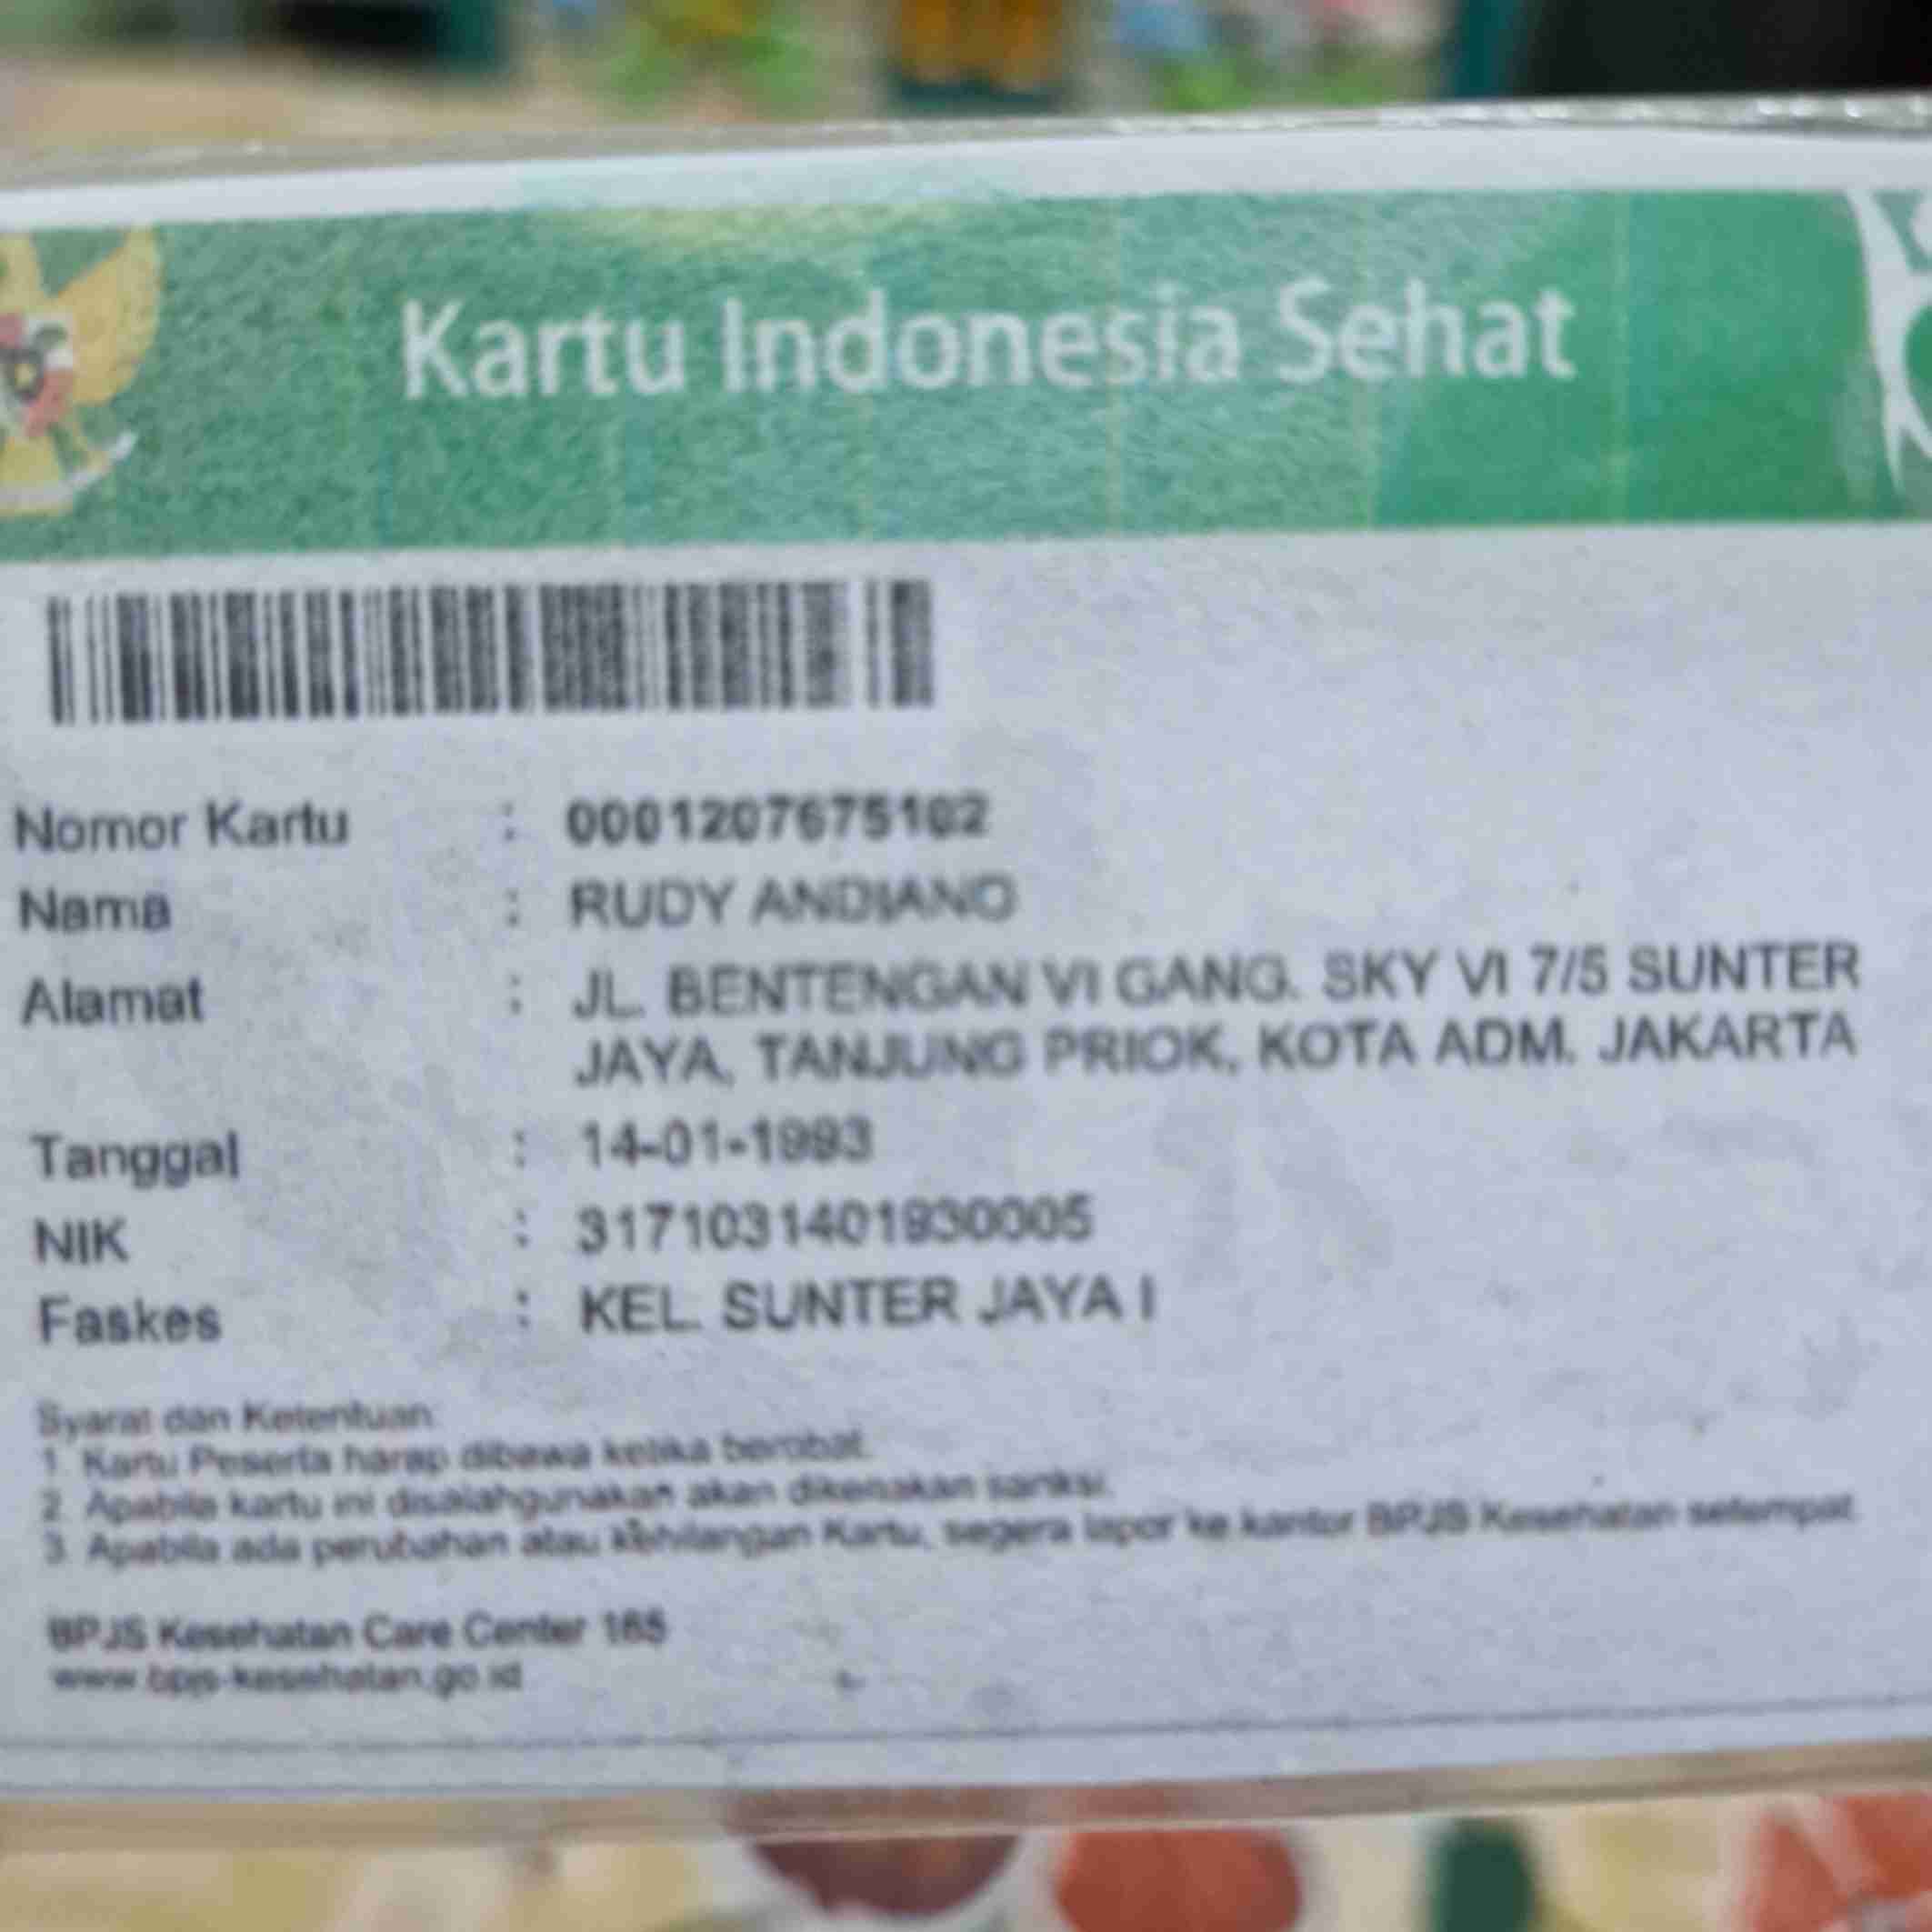 Kartu Indonesia Sehat
Nomor Kartu : 0001207675102
Nama : RUDY ANDIANO
Alamat : JL. BENTENGAN VI GANG. SKY VI 7/5 SUNTER
JAYA, TANJUNG PRIOK, KOTA ADM. JAKARTA
Tanggal : 14-01-1993
NIK : 3171031401930005
Faskes : KEL. SUNTER JAYA I
Syarat dan Ketentuan:
1. Kartu Peserta harap dibawa ketika berobat.
2. Apabila kartu ini disalahgunakan akan dikenakan sanksi.
3. Apabila ada perubahan atau kehilangan Kartu, segera lapor ke kantor BPJS Kesehatan setempat.
BPJS Kesehatan Care Center 165
www.bpjs-kesehatan.go.id